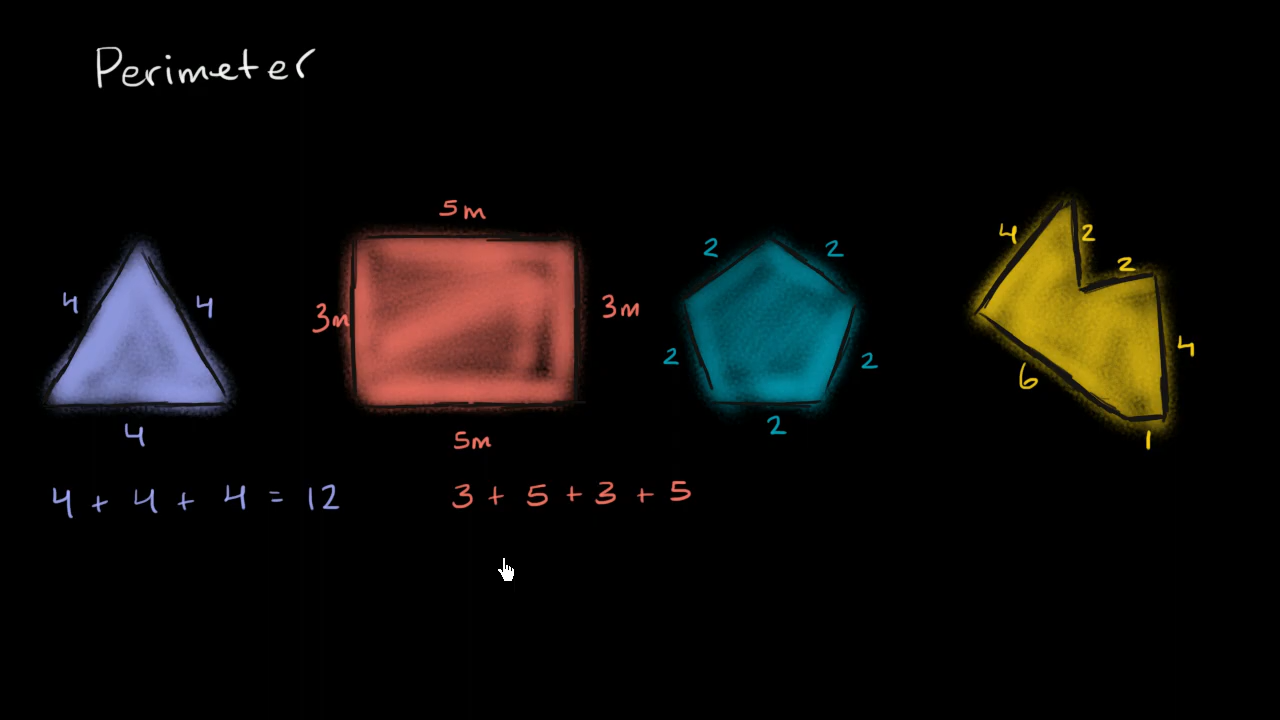 Perimeter
5m
4 4
3m 3m
2 2
2 2
4 2
2
4
6
4
5m
2
1
4 + 4 + 4 = 12
3 + 5 + 3 + 5